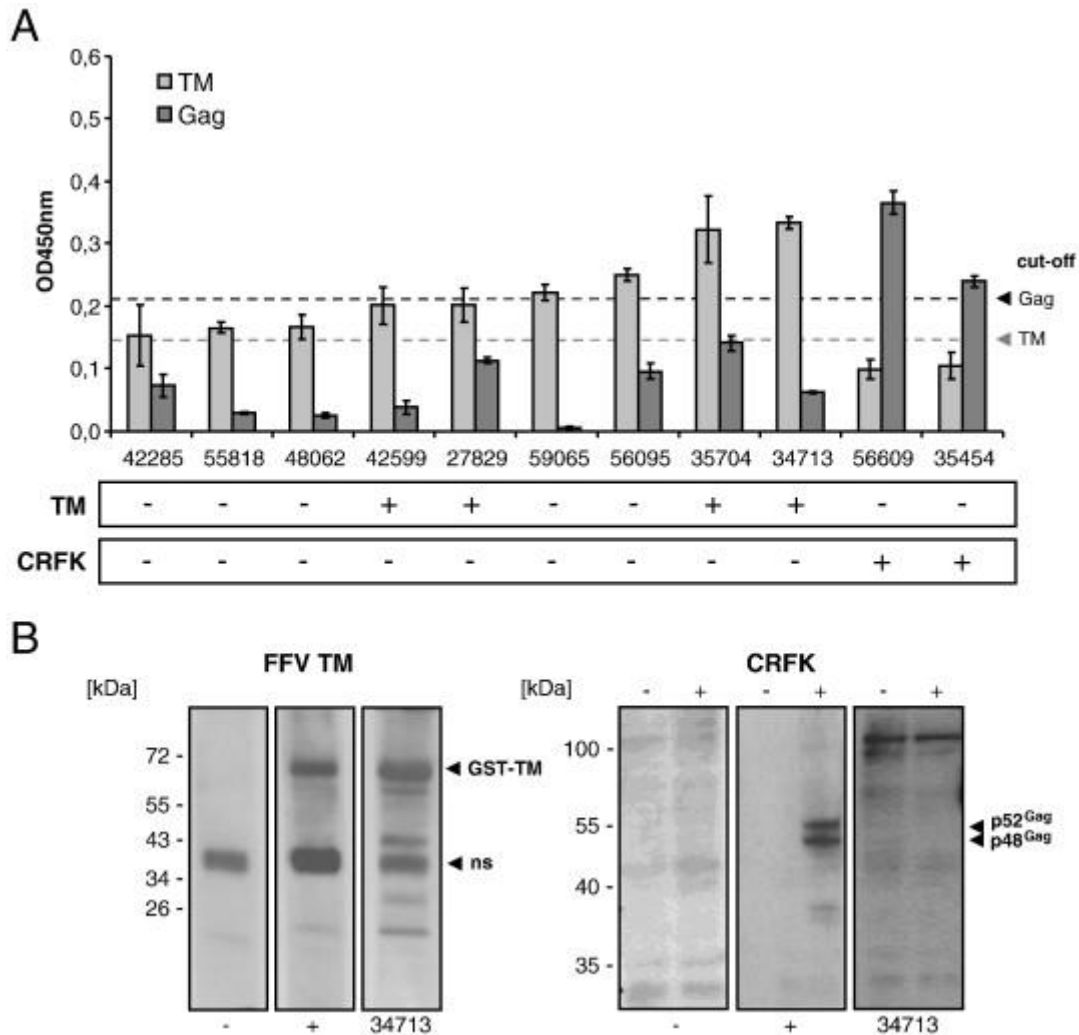 A
0,6
0,5
0,4
0,3
0,2
0,1
0,0
OD450nm
TM
Gag
cut-off
Gag
TM
42285 55818 48062 42599 27829 59065 56095 35704 34713 56609 35454
TM - - - + + - - + + - -
CRFK - - - - - - - - - + +
B
FFV TM
[kDa]
72 -
55 -
43 -
34 -
26 -
GST-TM
ns
- + 34713
CRFK
[kDa] - + - + - +
100 -
55 -
40 -
35 -
p52Gag
p48Gag
- + 34713